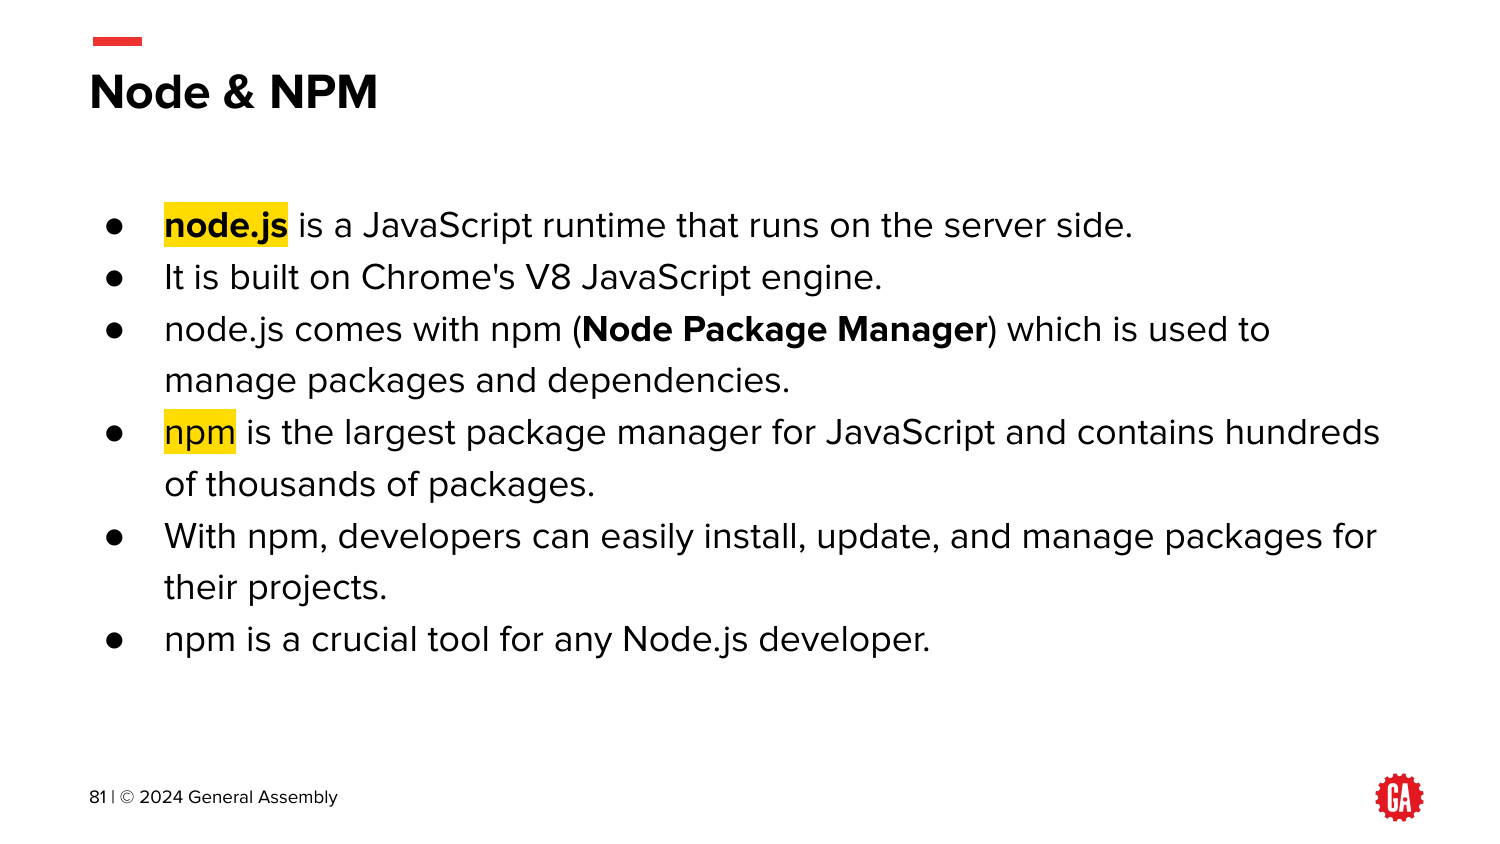 Node & NPM
● node.js is a JavaScript runtime that runs on the server side.
● It is built on Chrome's V8 JavaScript engine.
● node.js comes with npm (Node Package Manager) which is used to
manage packages and dependencies.
● npm is the largest package manager for JavaScript and contains hundreds
of thousands of packages.
● With npm, developers can easily install, update, and manage packages for
their projects.
● npm is a crucial tool for any Node.js developer.
81 | © 2024 General Assembly
GA